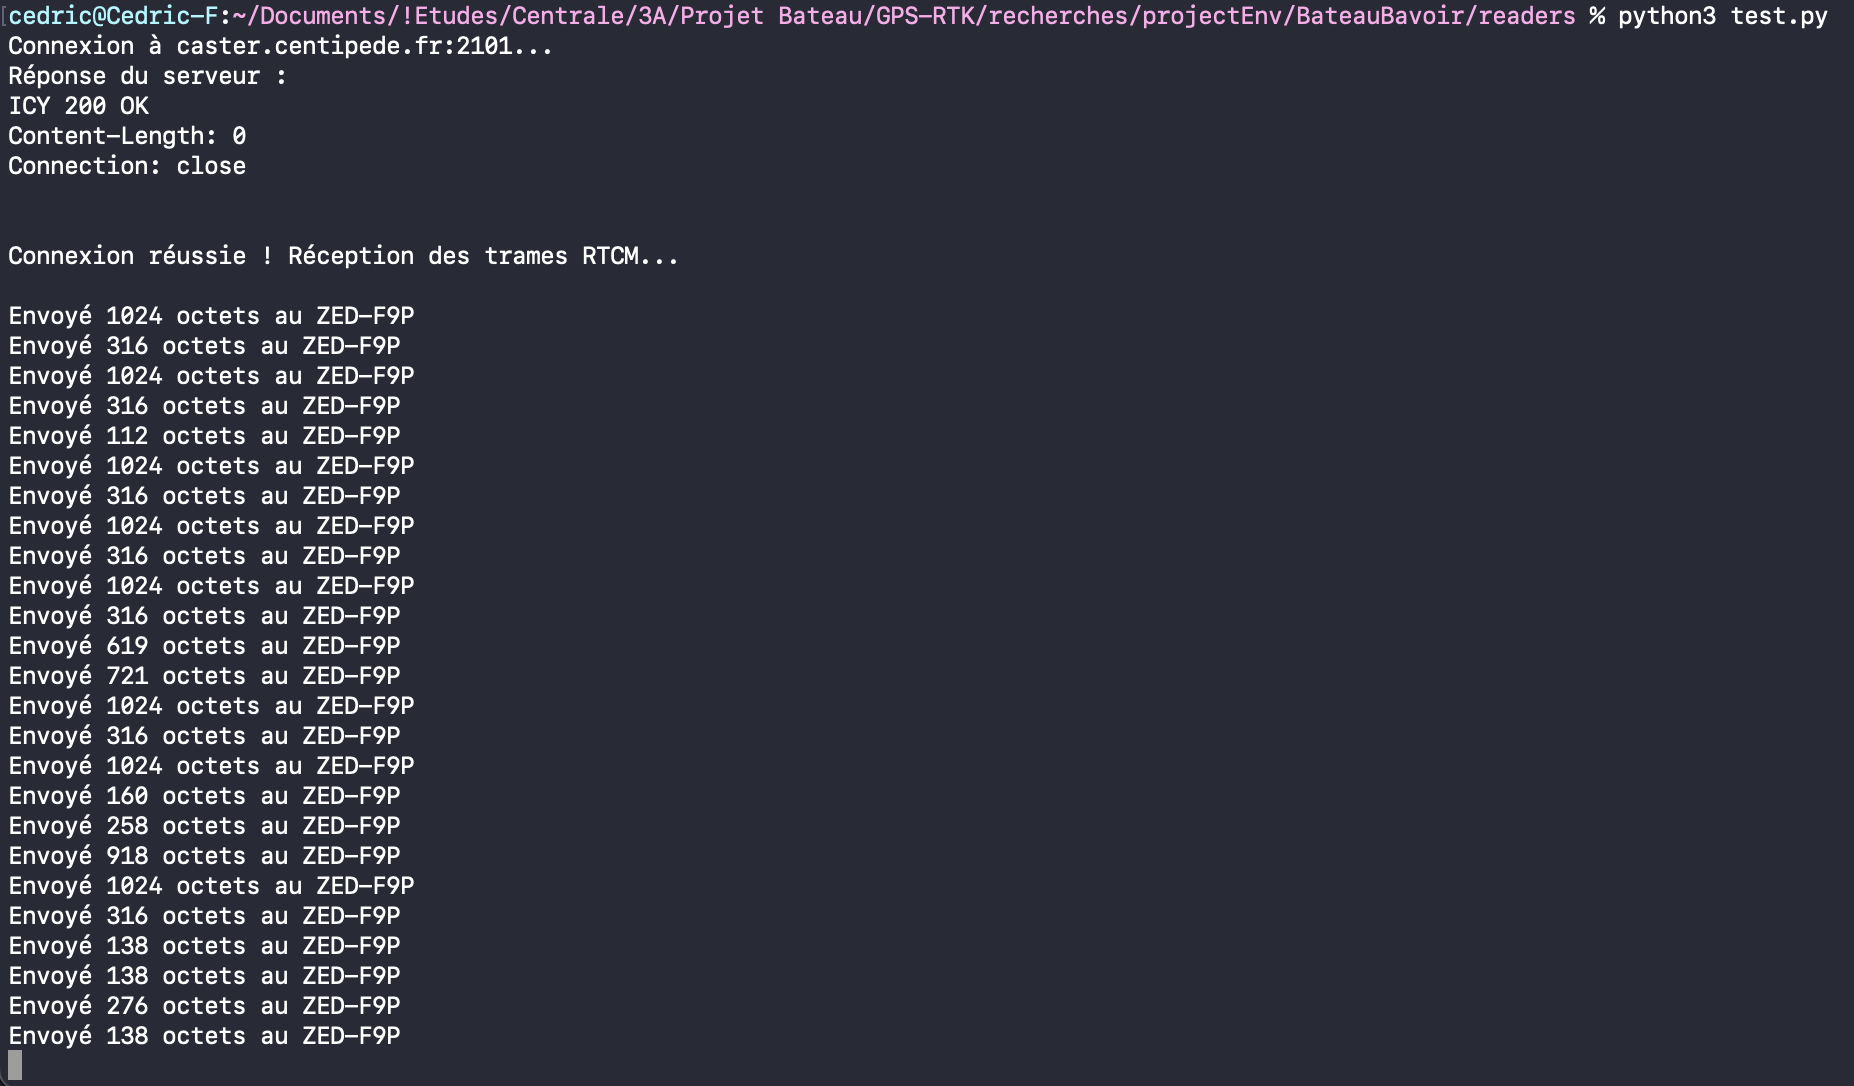 cedric@Cedric-F:~/Documents/!Etudes/Centrale/3A/Projet Bateau/GPS-RTK/recherches/projectEnv/BateauBavoir/readers % python3 test.py
Connexion à caster.centipede.fr:2101...
Réponse du serveur :
ICY 200 OK
Content-Length: 0
Connection: close
Connexion réussie ! Réception des trames RTCM...
Envoyé 1024 octets au ZED-F9P
Envoyé 316 octets au ZED-F9P
Envoyé 1024 octets au ZED-F9P
Envoyé 316 octets au ZED-F9P
Envoyé 112 octets au ZED-F9P
Envoyé 1024 octets au ZED-F9P
Envoyé 316 octets au ZED-F9P
Envoyé 1024 octets au ZED-F9P
Envoyé 316 octets au ZED-F9P
Envoyé 1024 octets au ZED-F9P
Envoyé 316 octets au ZED-F9P
Envoyé 619 octets au ZED-F9P
Envoyé 721 octets au ZED-F9P
Envoyé 1024 octets au ZED-F9P
Envoyé 316 octets au ZED-F9P
Envoyé 1024 octets au ZED-F9P
Envoyé 160 octets au ZED-F9P
Envoyé 258 octets au ZED-F9P
Envoyé 918 octets au ZED-F9P
Envoyé 1024 octets au ZED-F9P
Envoyé 316 octets au ZED-F9P
Envoyé 138 octets au ZED-F9P
Envoyé 138 octets au ZED-F9P
Envoyé 276 octets au ZED-F9P
Envoyé 138 octets au ZED-F9P